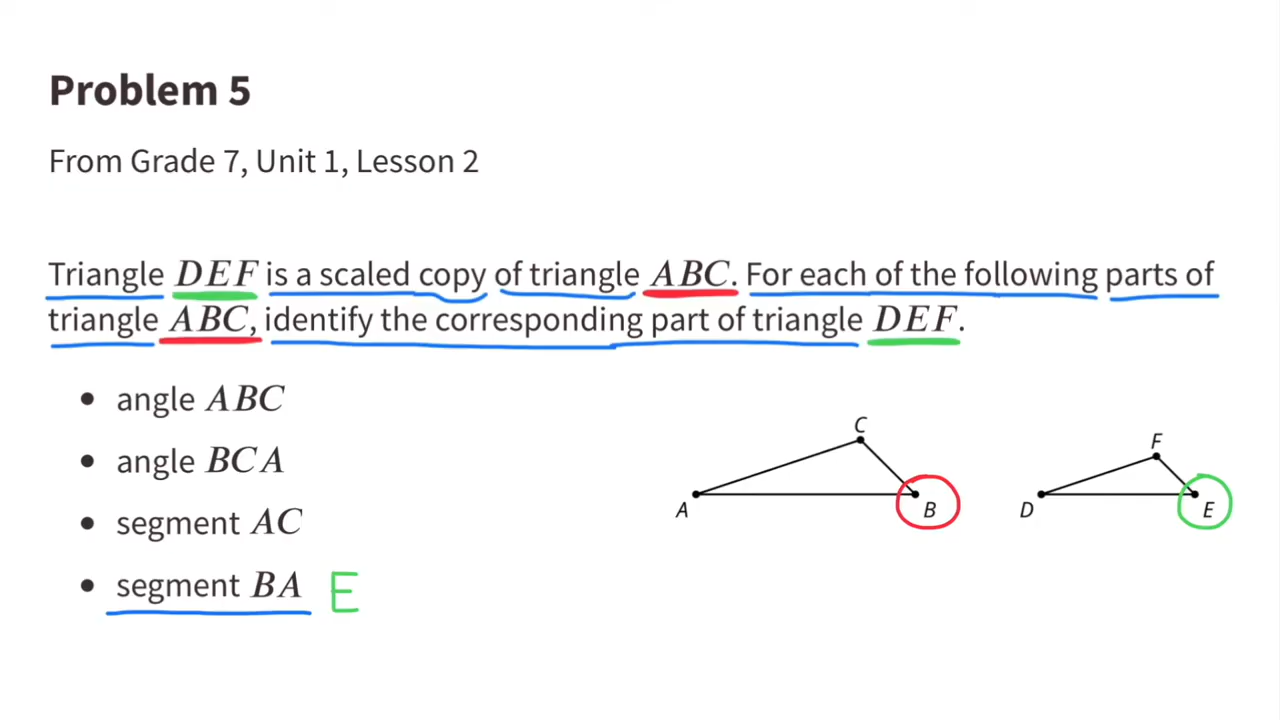 Problem 5
From Grade 7, Unit 1, Lesson 2
Triangle DEF is a scaled copy of triangle ABC. For each of the following parts of
triangle ABC, identify the corresponding part of triangle DEF.
• angle ABC
• angle BCA
• segment AC
• segment BA E
C
A
B
F
D
E